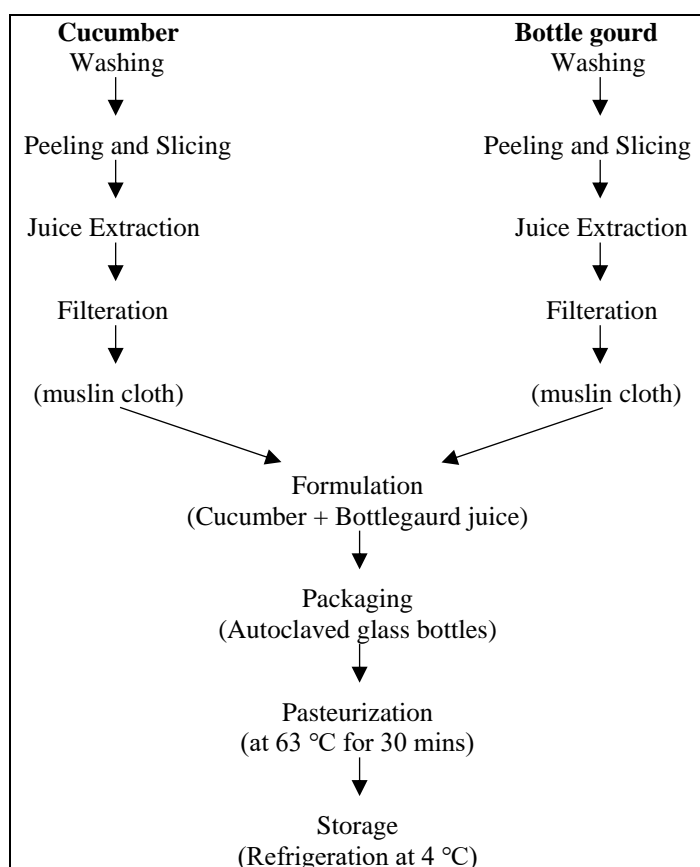 Cucumber
Washing
Peeling and Slicing
Juice Extraction
Filteration
(muslin cloth)
Bottle gourd
Washing
Peeling and Slicing
Juice Extraction
Filteration
(muslin cloth)
Formulation
(Cucumber + Bottlegaurd juice)
Packaging
(Autoclaved glass bottles)
Pasteurization
(at 63 °C for 30 mins)
Storage
(Refrigeration at 4 °C)